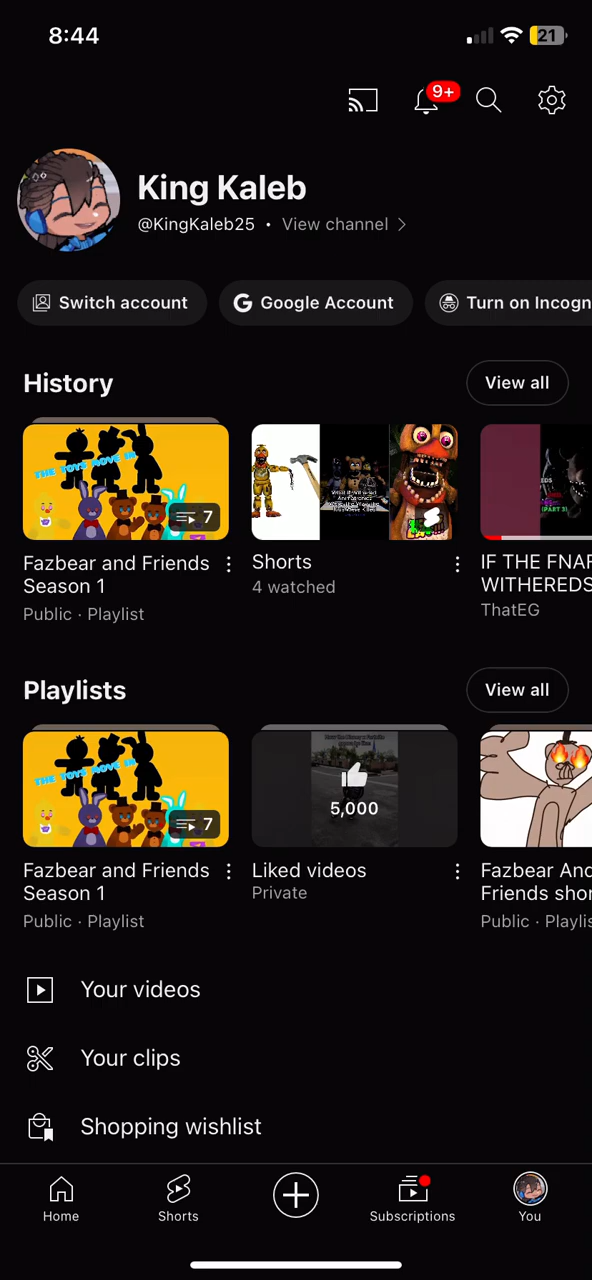 8:44
21
9+
King Kaleb
@KingKaleb25 • View channel
Switch account
Google Account
Turn on Incogn
History
View all
THE TOYS MOVE IN
7
(PART 3)
Fazbear and Friends
Season 1
Public · Playlist
Shorts
4 watched
IF THE FNAF
WITHEREDS
ThatEG
Playlists
View all
THE TOYS MOVE IN
7
5,000
Fazbear and Friends
Season 1
Public · Playlist
Liked videos
Private
Fazbear And
Friends shor
Public · Playlis
Your videos
Your clips
Shopping wishlist
Home
Shorts
Subscriptions
You